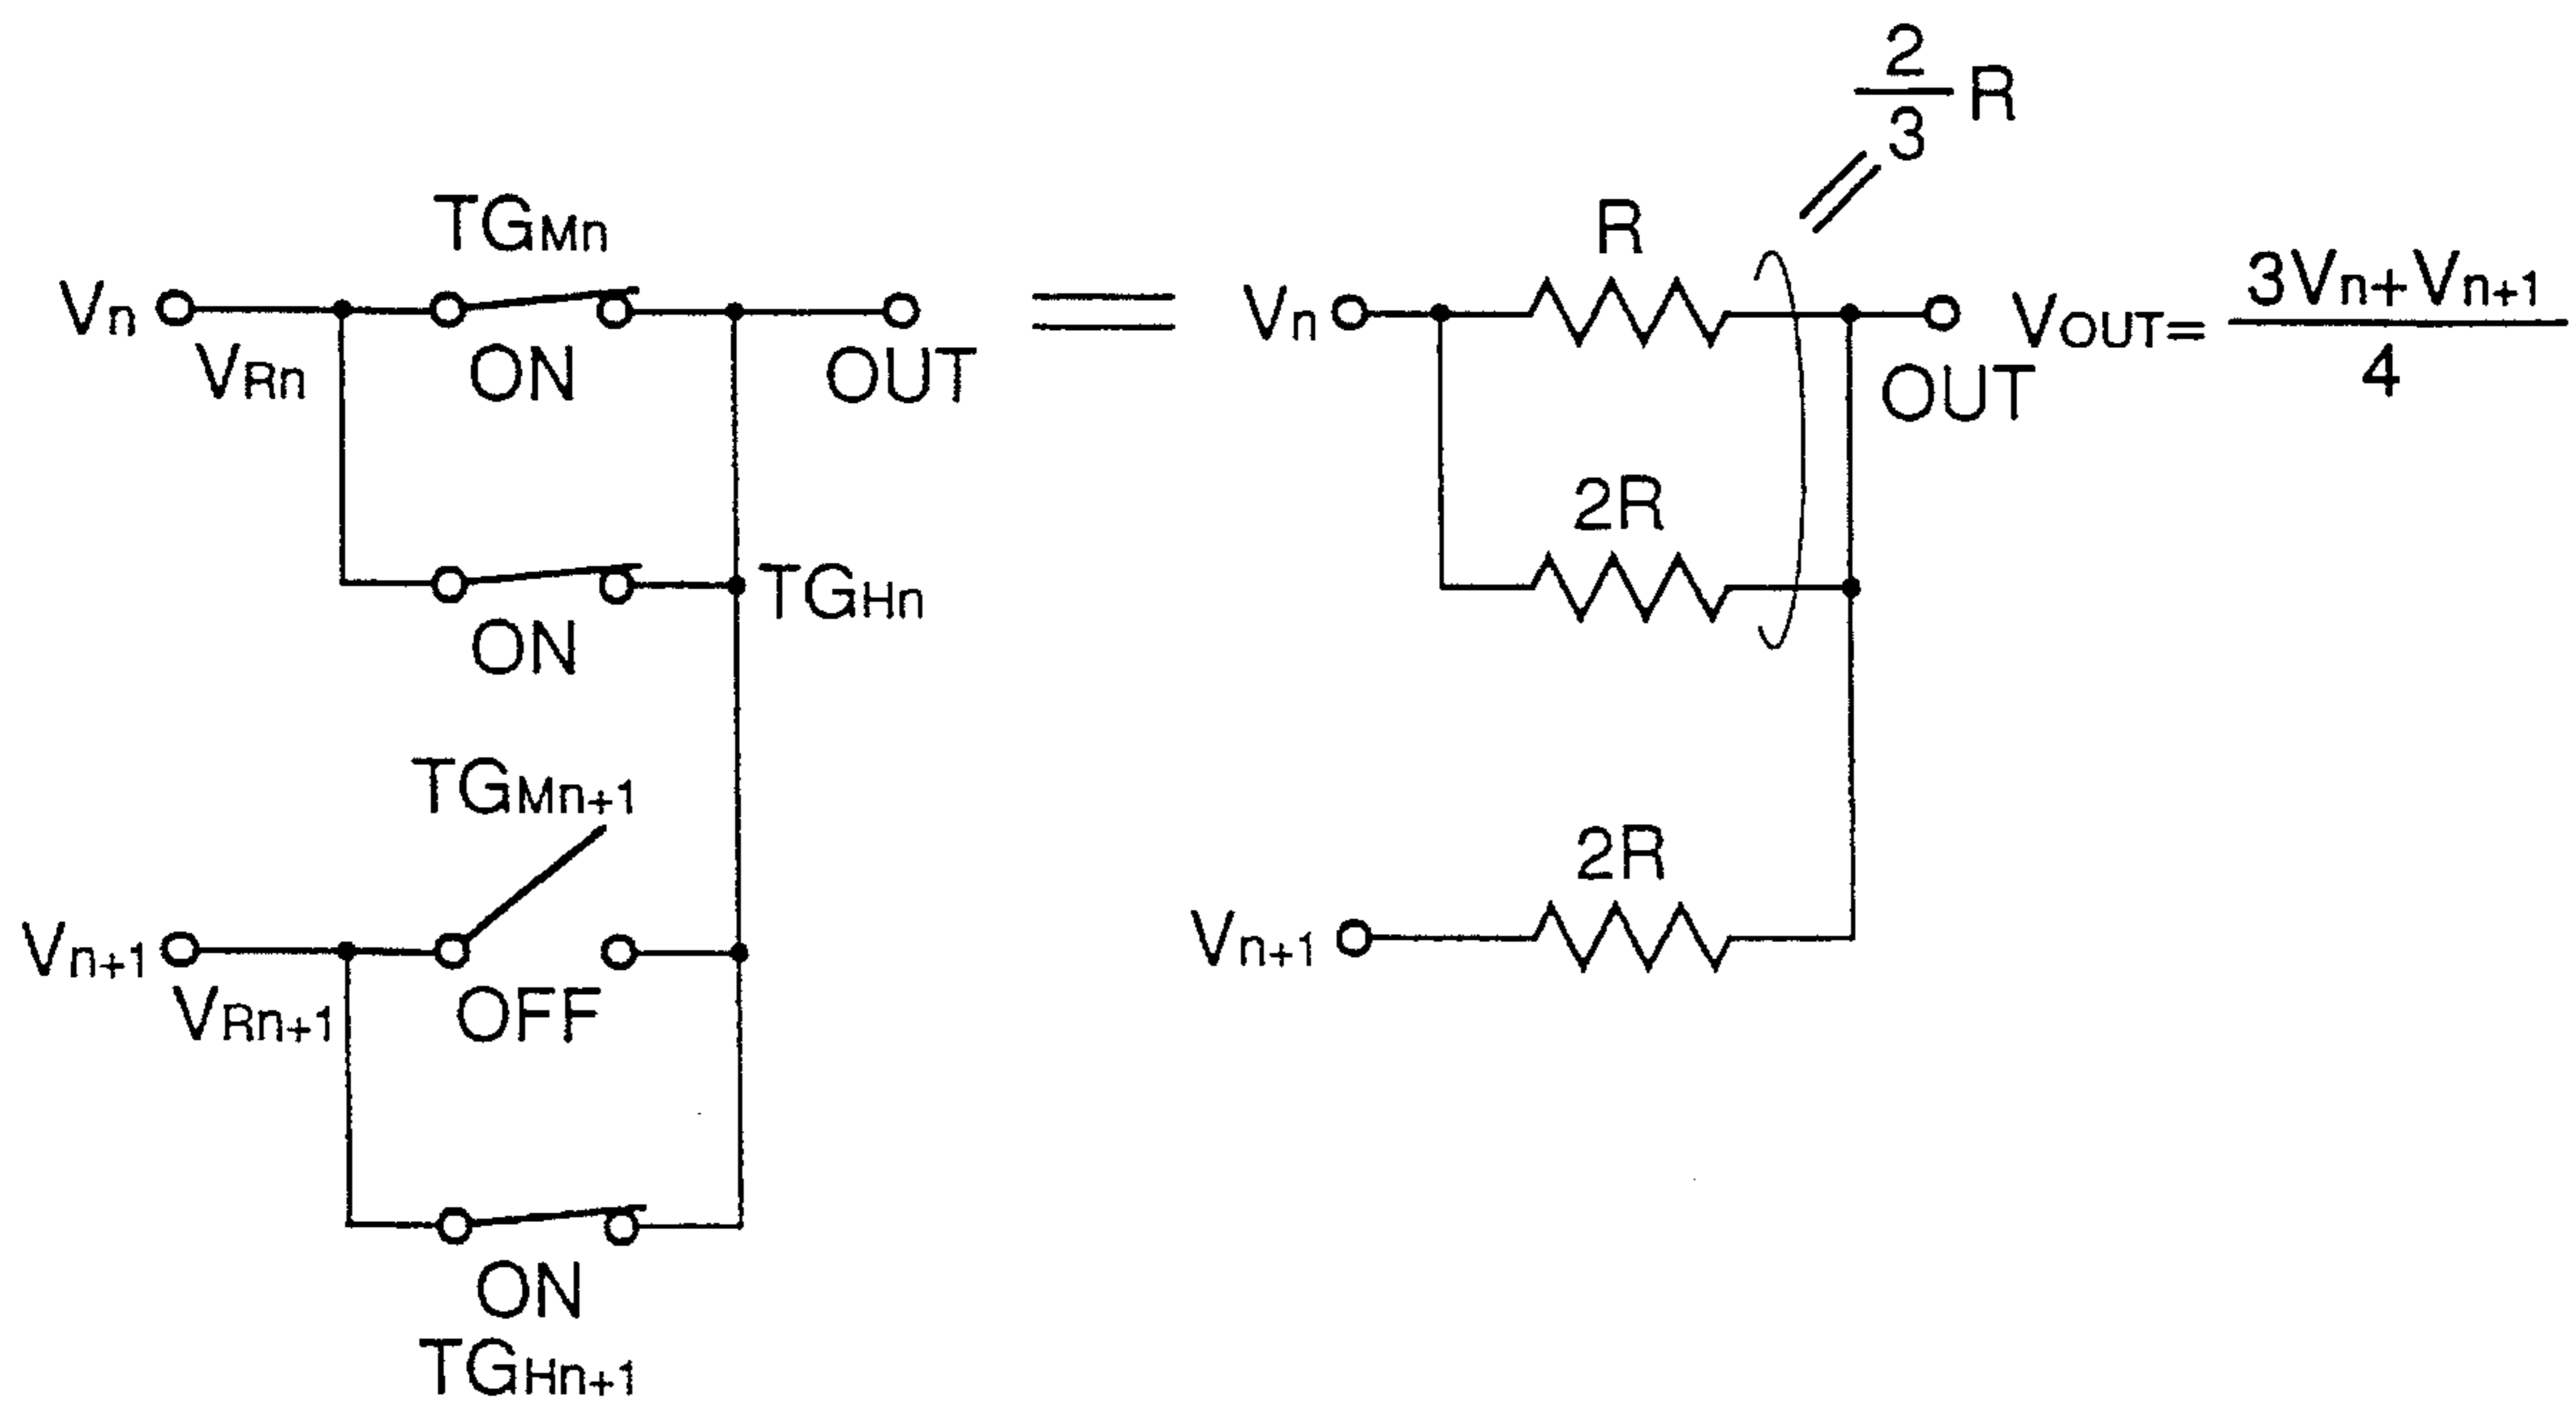 TGMn
Vn
VRn
ON
OUT
ON
TGHn
TGMn+1
Vn+1
VRn+1
OFF
ON
TGHn+1
2
3
R
R
Vn
OUT
VOUT=
3Vn+Vn+1
4
2R
2R
Vn+1